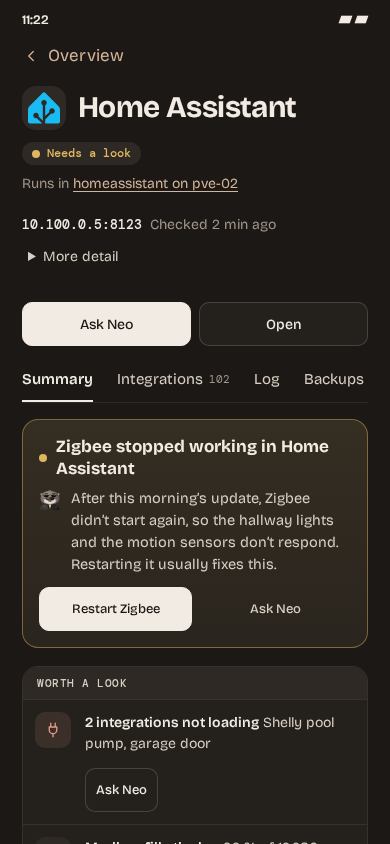 11:22
Overview
Home Assistant
Needs a look
Runs in homeassistant on pve-02
10.100.0.5:8123 Checked 2 min ago
More detail
Ask Neo
Open
Summary
Integrations 102
Log
Backups
Zigbee stopped working in Home
Assistant
After this morning's update, Zigbee
didn't start again, so the hallway lights
and the motion sensors don't respond.
Restarting it usually fixes this.
Restart Zigbee
Ask Neo
WORTH A LOOK
2 integrations not loading Shelly pool
pump, garage door
Ask Neo